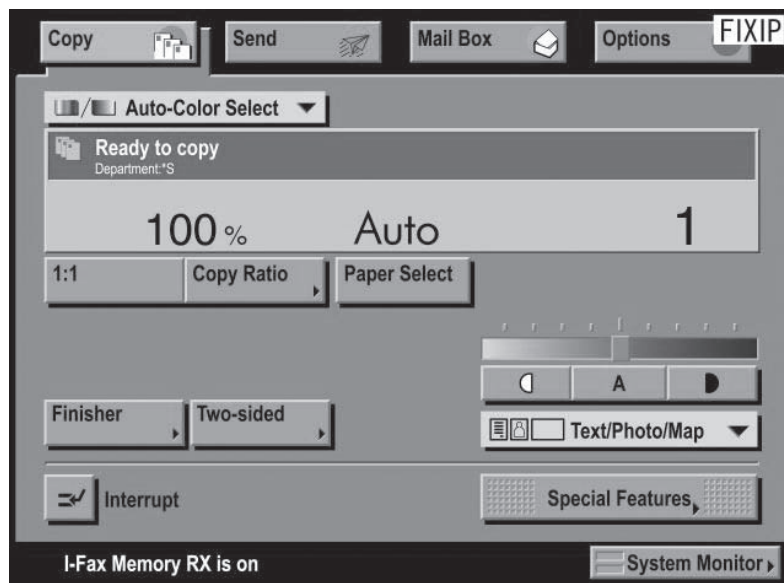 Copy
Send
Mail Box
Options
FIXIP
Auto-Color Select
Ready to copy
Department:*S
100 %
Auto
1
1:1
Copy Ratio
Paper Select
A
Finisher
Two-sided
Text/Photo/Map
Interrupt
Special Features
I-Fax Memory RX is on
System Monitor